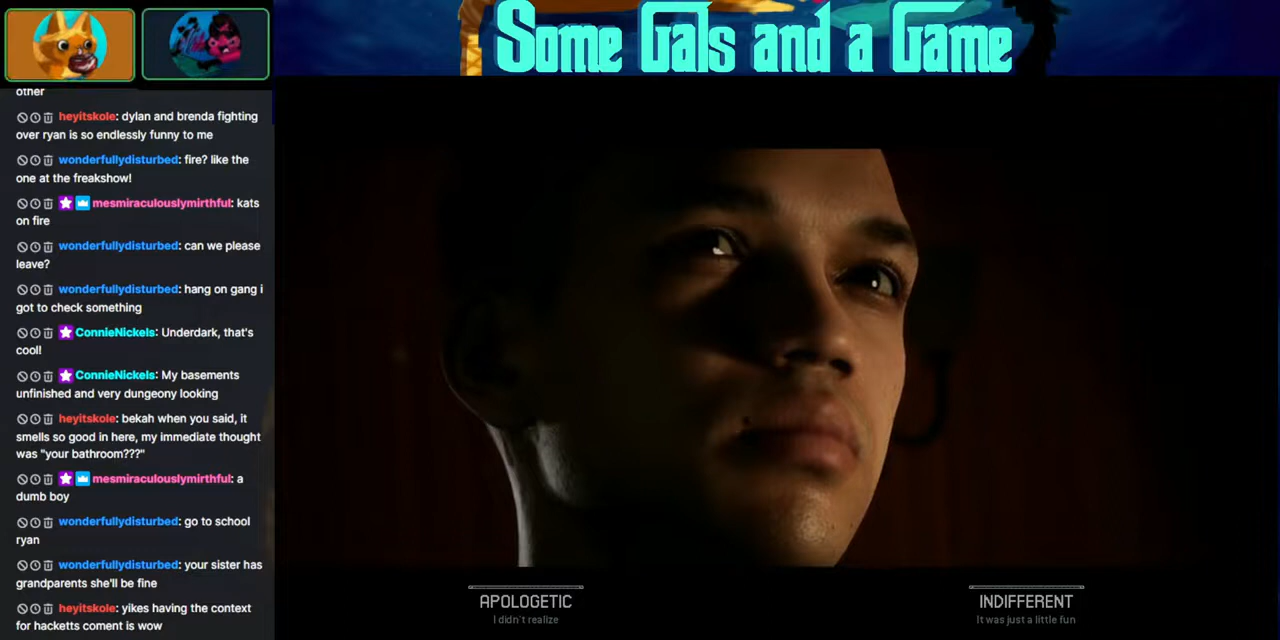 Some Gals and a Game
other
heyitskole: dylan and brenda fighting
over ryan is so endlessly funny to me
wonderfullydisturbed: fire? like the
one at the freakshow!
mesmiraculouslymirthful: kats
on fire
wonderfullydisturbed: can we please
leave?
wonderfullydisturbed: hang on gang i
got to check something
ConnieNickels: Underdark, that's
cool!
ConnieNickels: My basements
unfinished and very dungeony looking
heyitskole: bekah when you said, it
smells so good in here, my immediate thought
was "your bathroom???"
mesmiraculouslymirthful: a
dumb boy
wonderfullydisturbed: go to school
ryan
wonderfullydisturbed: your sister has
grandparents she'll be fine
heyitskole: yikes having the context
for hacketts coment is wow
APOLOGETIC
I didn't realize
INDIFFERENT
It was just a little fun